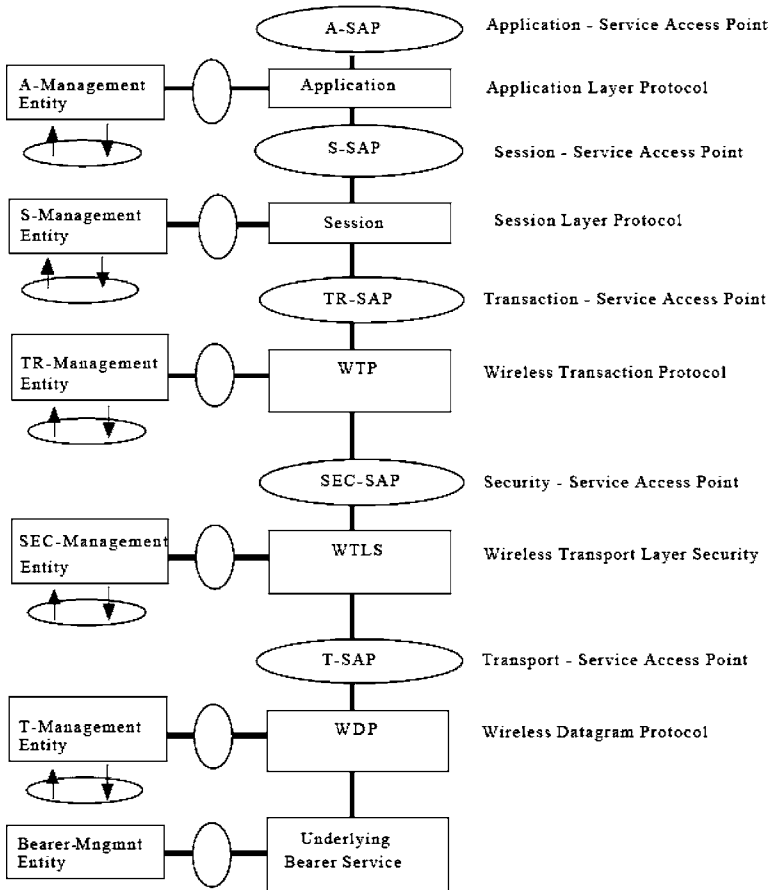 A-SAP
Application - Service Access Point
A-Management
Entity
Application
Application Layer Protocol
S-SAP
Session - Service Access Point
S-Management
Entity
Session
Session Layer Protocol
TR-SAP
Transaction - Service Access Point
TR-Management
Entity
WTP
Wireless Transaction Protocol
SEC-SAP
Security - Service Access Point
SEC-Management
Entity
WTLS
Wireless Transport Layer Security
T-SAP
Transport - Service Access Point
T-Management
Entity
WDP
Wireless Datagram Protocol
Bearer-Mngmnt
Entity
Underlying
Bearer Service